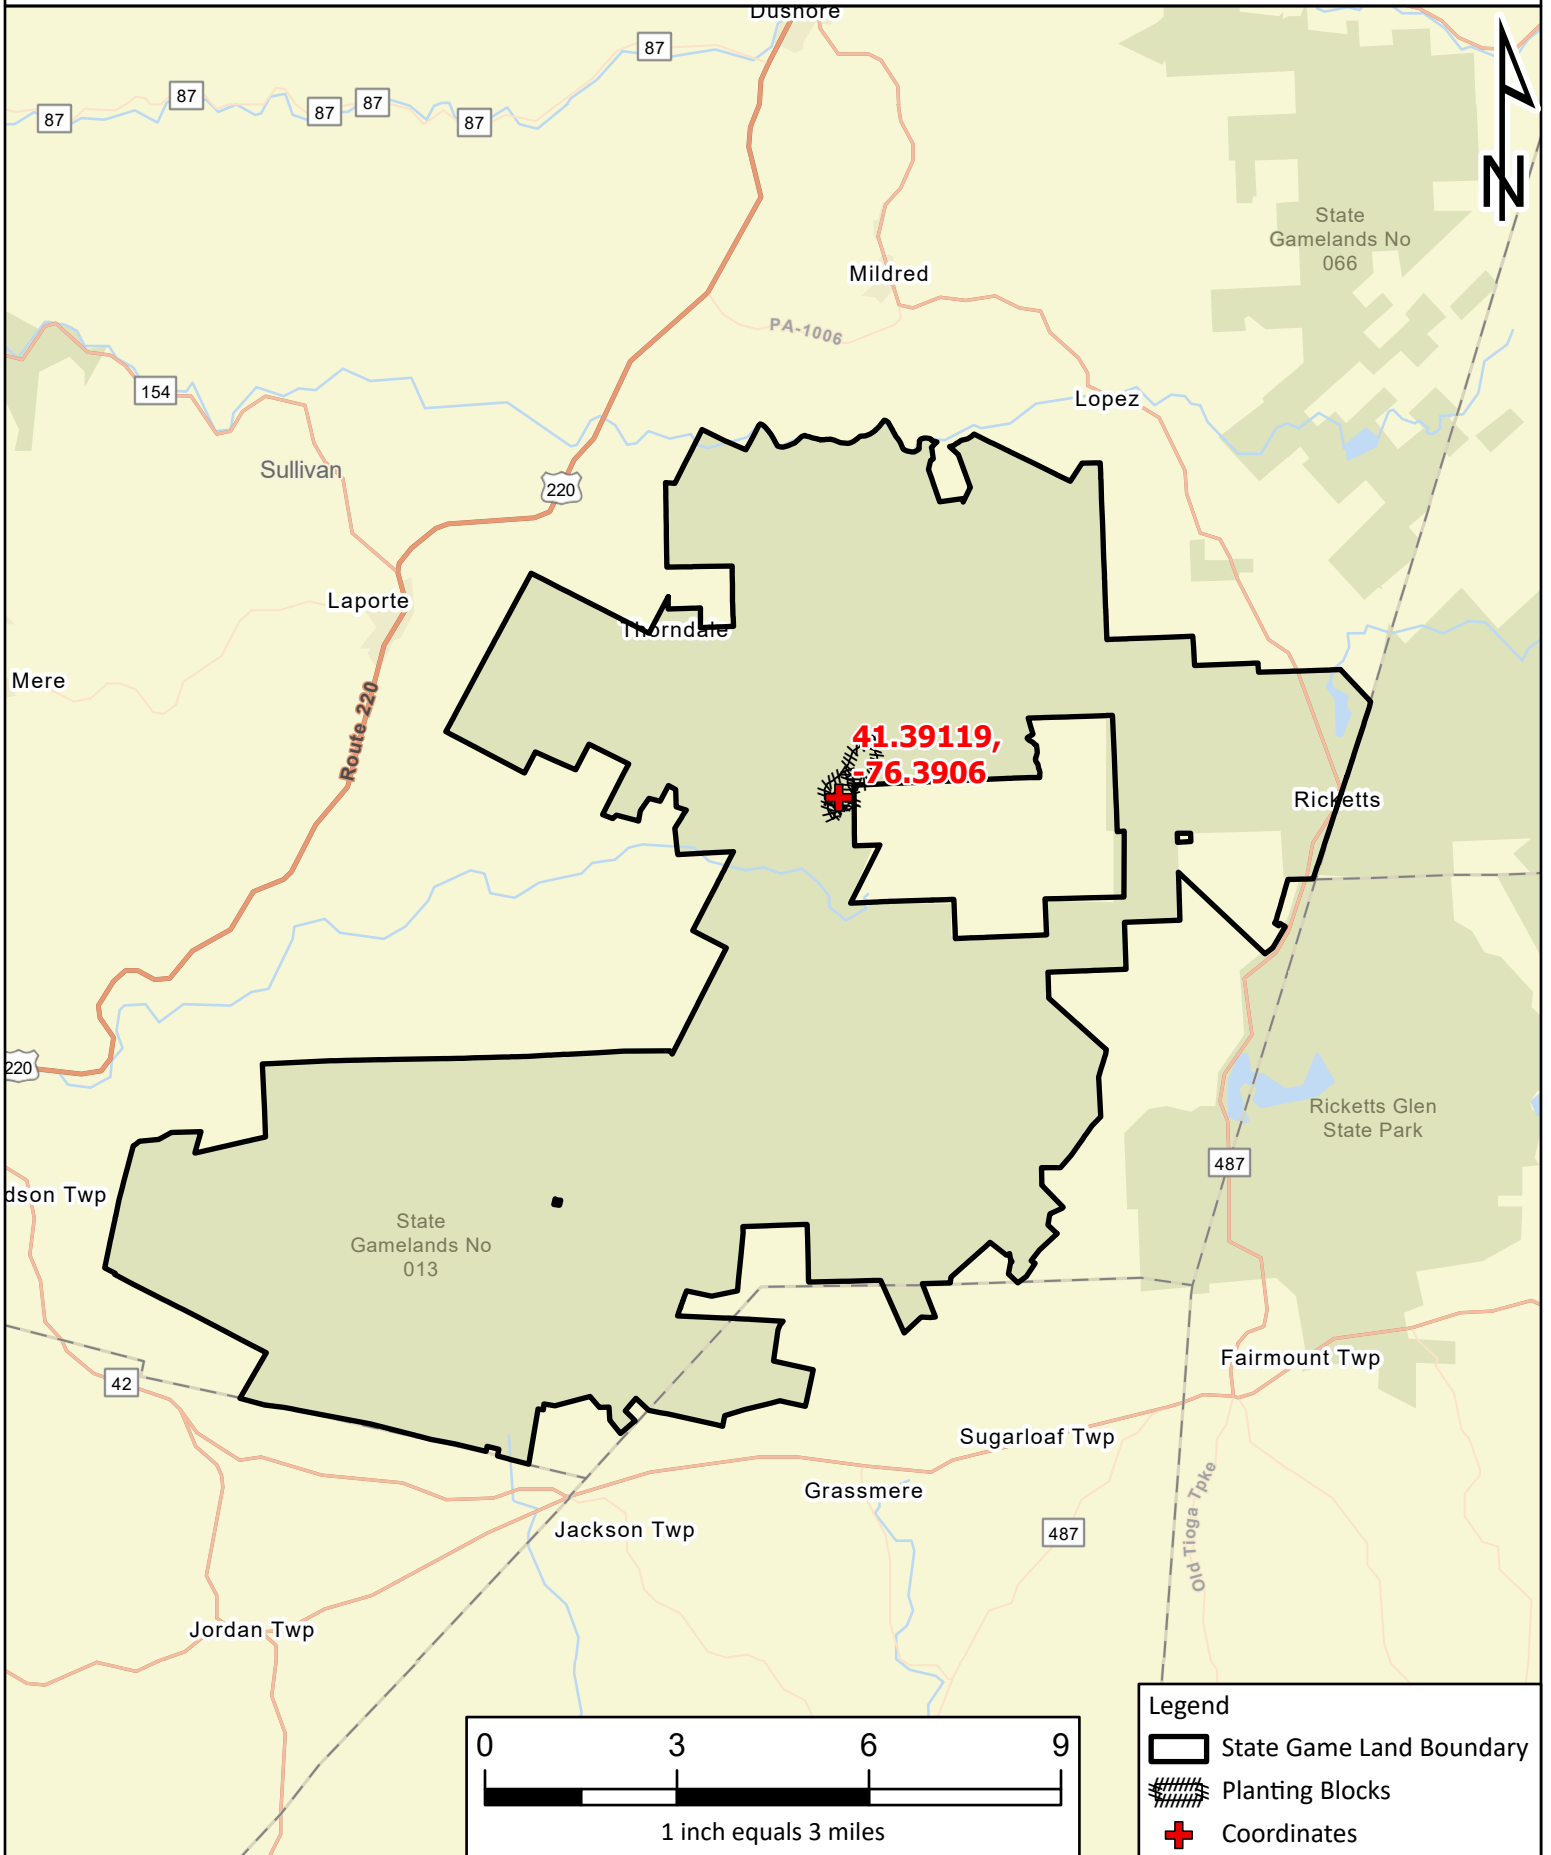 Dushore
87
87
87
87
87
N
State
Gamelands No
066
Mildred
PA-1006
154
Lopez
Sullivan
220
Laporte
Thorndale
Mere
Route 220
41.39119,
-76.3906
Ricketts
220
Ricketts Glen
State Park
487
dson Twp
State
Gamelands No
013
42
Fairmount Twp
Sugarloaf Twp
Grassmere
Old Tioga Tpke
Jackson Twp
487
Jordan Twp
0 3 6 9
1 inch equals 3 miles
Legend
State Game Land Boundary
Planting Blocks
Coordinates